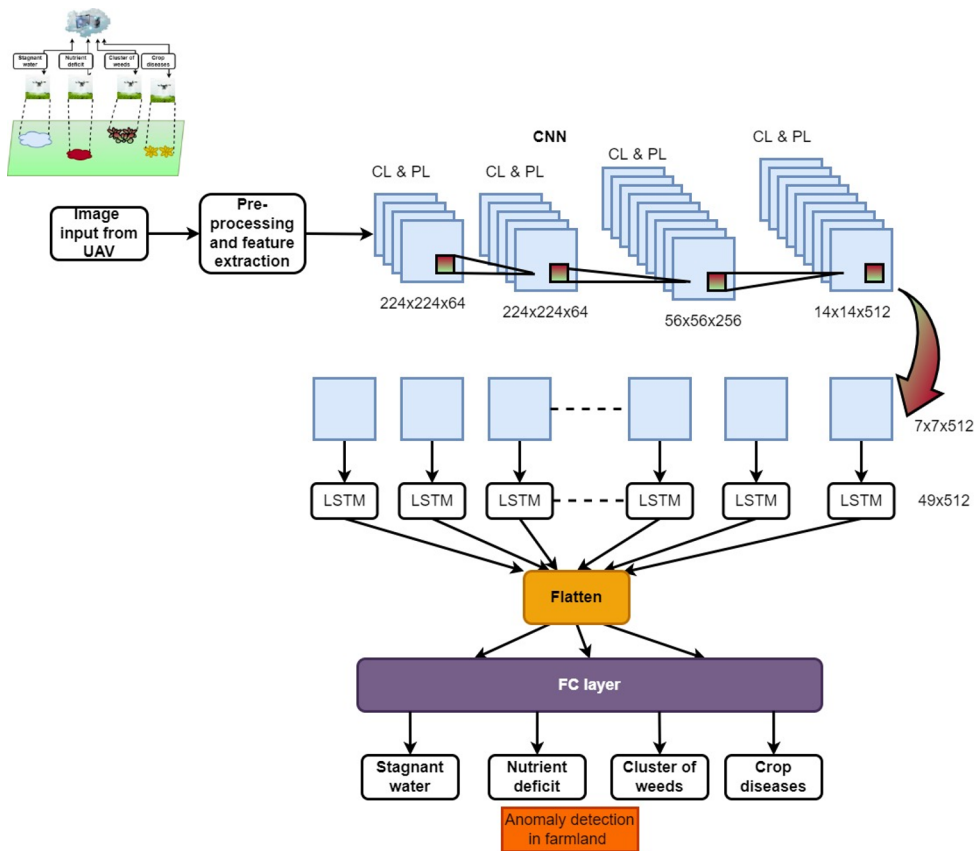 Stagnant
water
Nutrient
deficit
Cluster of
weeds
Crop
diseases
CNN
CL & PL
CL & PL
CL & PL
CL & PL
Image
input from
UAV
Pre-
processing
and feature
extraction
224x224x64
224x224x64
56x56x256
14x14x512
7x7x512
LSTM
LSTM
LSTM
LSTM
LSTM
LSTM
49x512
Flatten
FC layer
Stagnant
water
Nutrient
deficit
Cluster of
weeds
Crop
diseases
Anomaly detection
in farmland